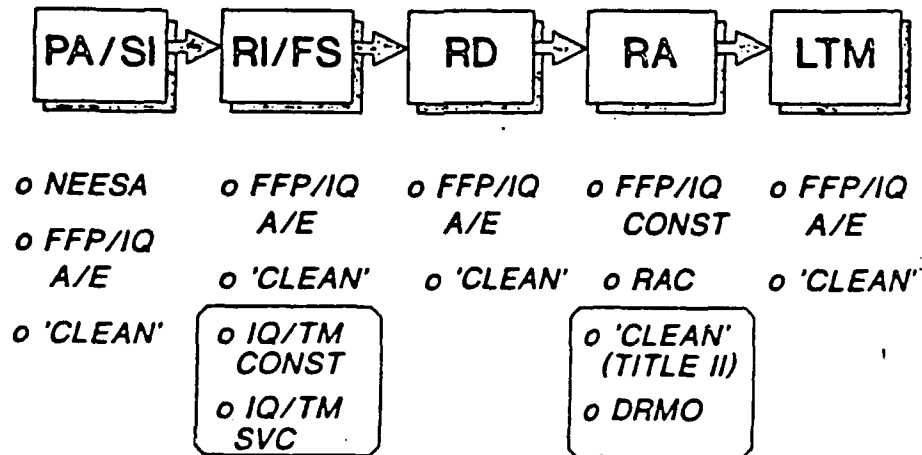 PA/SI
RI/FS
RD
RA
LTM
o NEESA
o FFP/IQ
A/E
o 'CLEAN'
o FFP/IQ
A/E
o 'CLEAN'
o IQ/TM
CONST
o IQ/TM
SVC
o FFP/IQ
A/E
o 'CLEAN'
o FFP/IQ
CONST
o RAC
o 'CLEAN'
(TITLE II)
o DRMO
o FFP/IQ
A/E
o 'CLEAN'